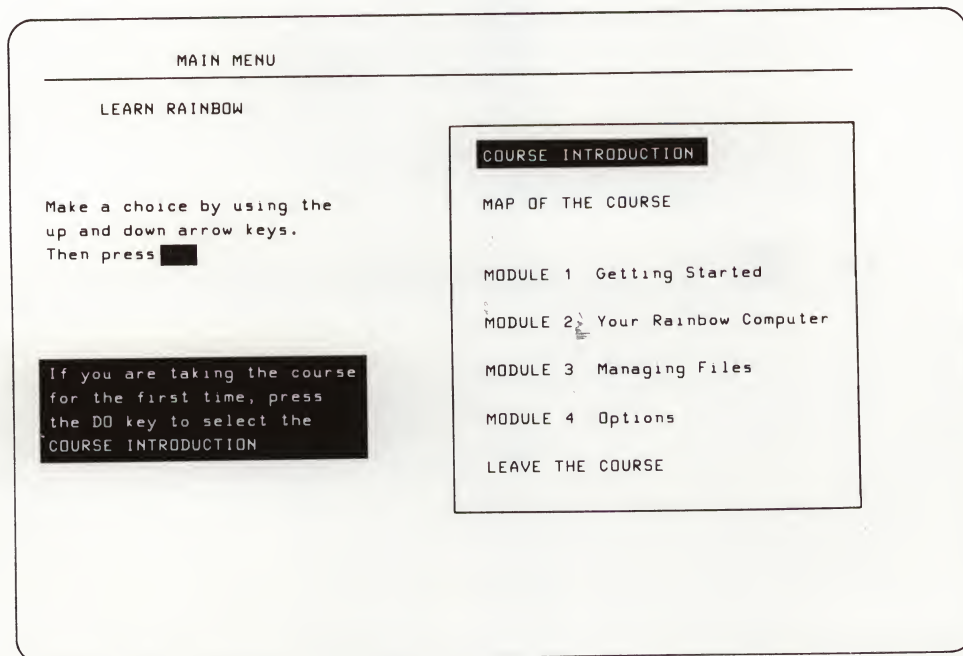 MAIN MENU
LEARN RAINBOW
Make a choice by using the
up and down arrow keys.
Then press
If you are taking the course
for the first time, press
the DO key to select the
COURSE INTRODUCTION
COURSE INTRODUCTION
MAP OF THE COURSE
MODULE 1 Getting Started
MODULE 2 Your Rainbow Computer
MODULE 3 Managing Files
MODULE 4 Options
LEAVE THE COURSE